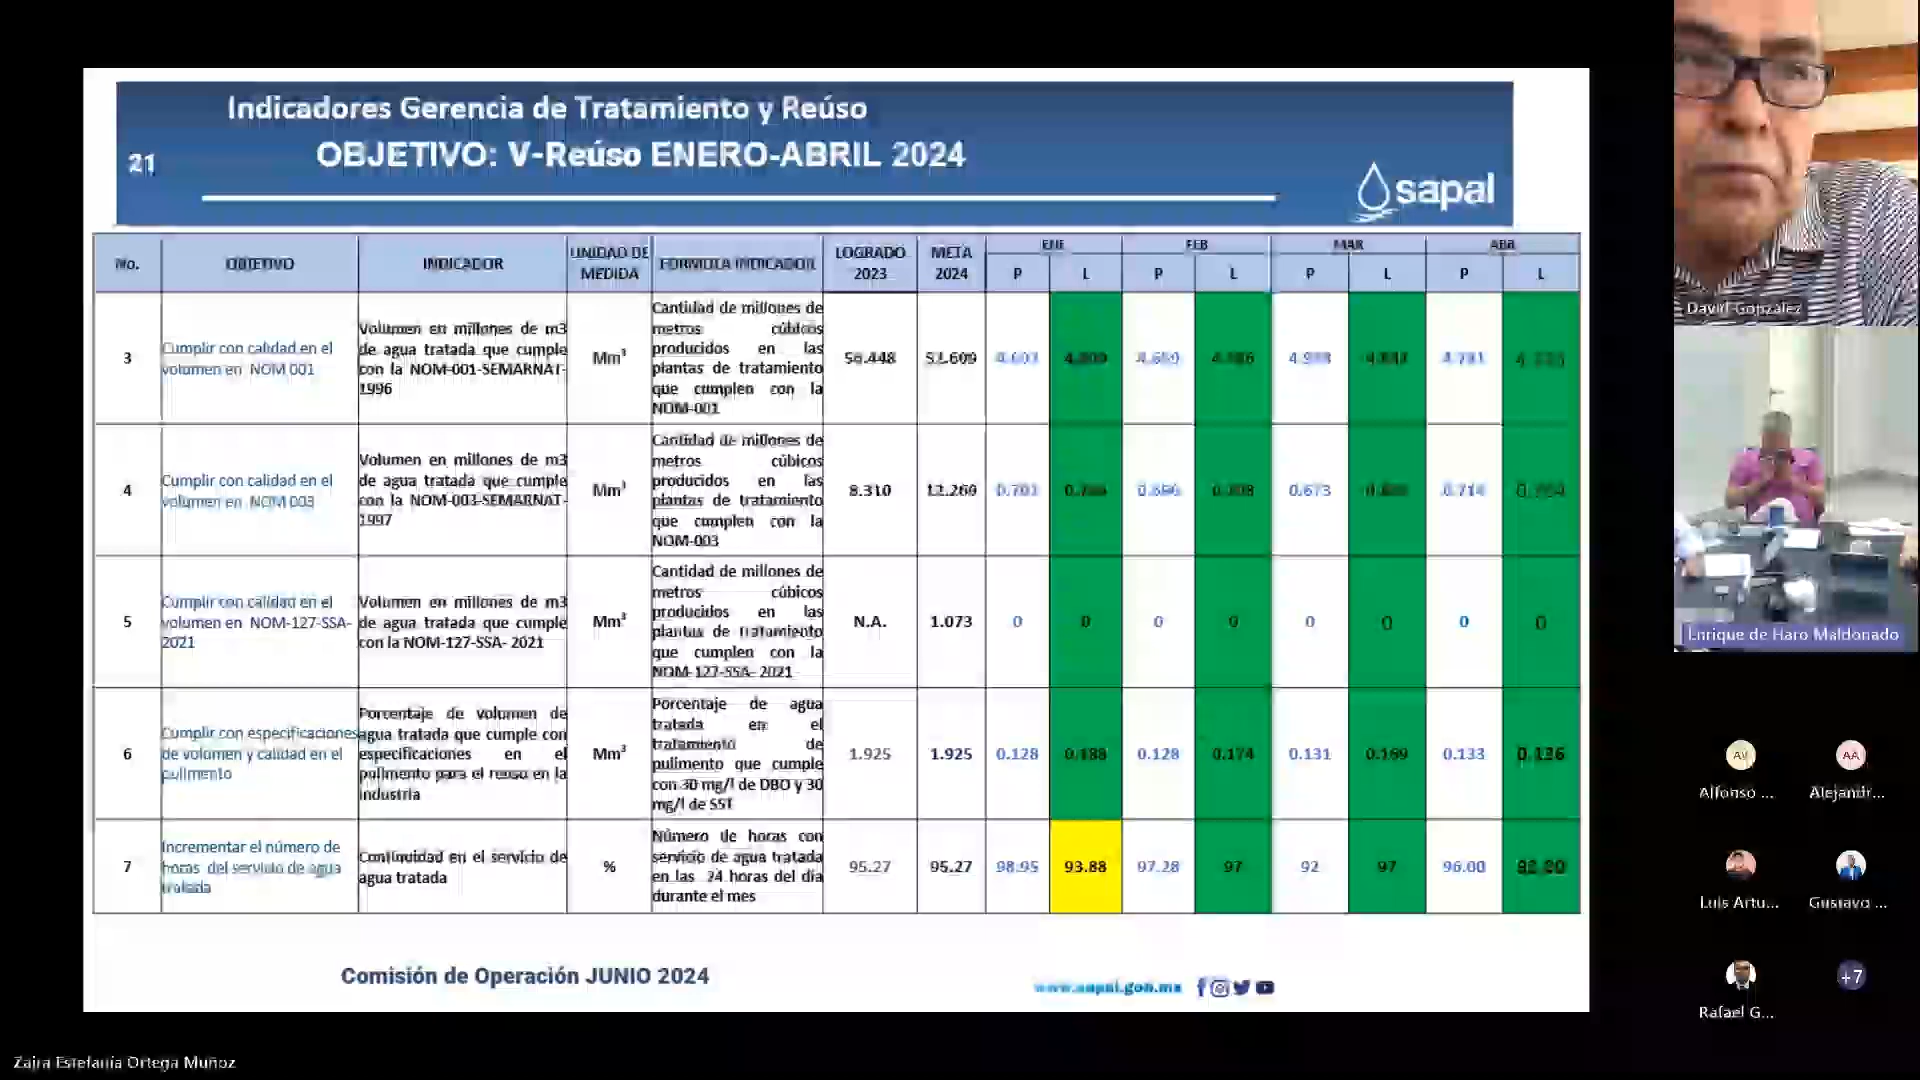 Indicadores Gerencia de Tratamiento y Reúso
OBJETIVO: V-Reúso ENERO-ABRIL 2024
21
sapal
No. OBJETIVO INDICADOR UNIDAD DE MEDIDA FORMULA INDICADOR LOGRADO 2023 META 2024 ENE FEB MAR ABR
P L P L P L P L
3
Cumplir con calidad en el
volumen en NOM 001
Volumen en millones de m3
de agua tratada que cumple
con la NOM-001-SEMARNAT-
1996
Mm³
Cantidad de millones de
metros cúbicos
producidos en las
plantas de tratamiento
que cumplen con la
NOM-001
4
Cumplir con calidad en el
volumen en NOM 003
Volumen en millones de m3
de agua tratada que cumple
con la NOM-003-SEMARNAT-
1997
Mm³
Cantidad de millones de
metros cúbicos
producidos en las
plantas de tratamiento
que cumplen con la
NOM-003
8.310 0.673
5
Cumplir con calidad en el
volumen en NOM-127-SSA-
2021
Volumen en millones de m3
de agua tratada que cumple
con la NOM-127-SSA- 2021
Mm³
Cantidad de millones de
metros cúbicos
producidos en las
plantas de tratamiento
que cumplen con la
NOM-127-SSA- 2021
N.A. 1.073 0 0 0 0 0 0 0 0
6
Cumplir con especificaciones
de volumen y calidad en el
pulimento
Porcentaje de volumen de
agua tratada que cumple con
especificaciones en el
pulimento para el reuso en la
industria
Mm³
Porcentaje de agua
tratada en el
tratamiento de
pulimento que cumple
con 30 mg/l de DBO y 30
mg/l de SST
1.925 1.925 0.128 0.188 0.128 0.174 0.131 0.169 0.133 0.136
7
Incrementar el número de
horas del servicio de agua
tratada
Continuidad en el servicio de
agua tratada
%
Número de horas con
servicio de agua tratada
en las 24 horas del día
durante el mes
95.27 95.27 98.95 93.88 97.28 97 92 97 96.00
Comisión de Operación JUNIO 2024
www.sapal.gob.mx
David Gonzalez
Enrique de Haro Maldonado
AV
AA
Alfonso ...
Alejandr...
Luis Artu...
Gustavo ...
Rafael G...
+7
Zajra Estefanía Ortega Muñoz